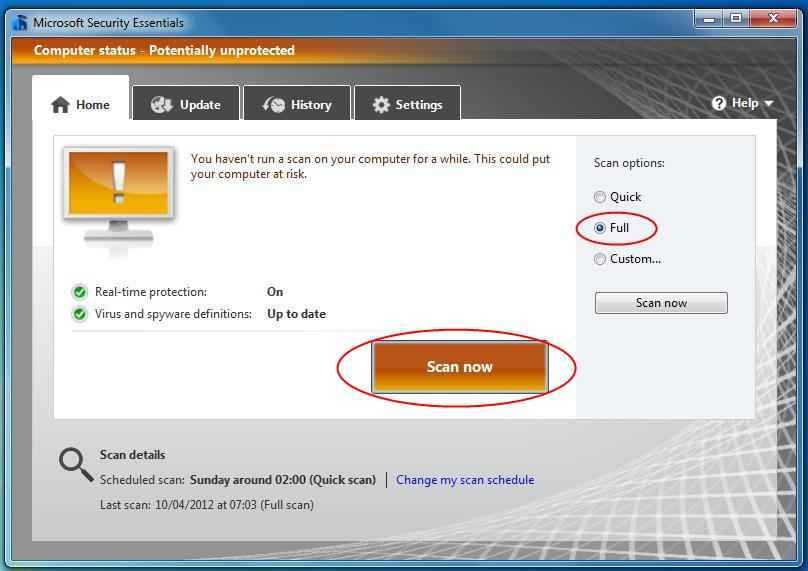 Microsoft Security Essentials
Computer status - Potentially unprotected
Home
Update
History
Settings
Help
You haven't run a scan on your computer for a while. This could put
your computer at risk.
Real-time protection: On
Virus and spyware definitions: Up to date
Scan now
Scan options:
Quick
Full
Custom...
Scan now
Scan details
Scheduled scan: Sunday around 02:00 (Quick scan) | Change my scan schedule
Last scan: 10/04/2012 at 07:03 (Full scan)